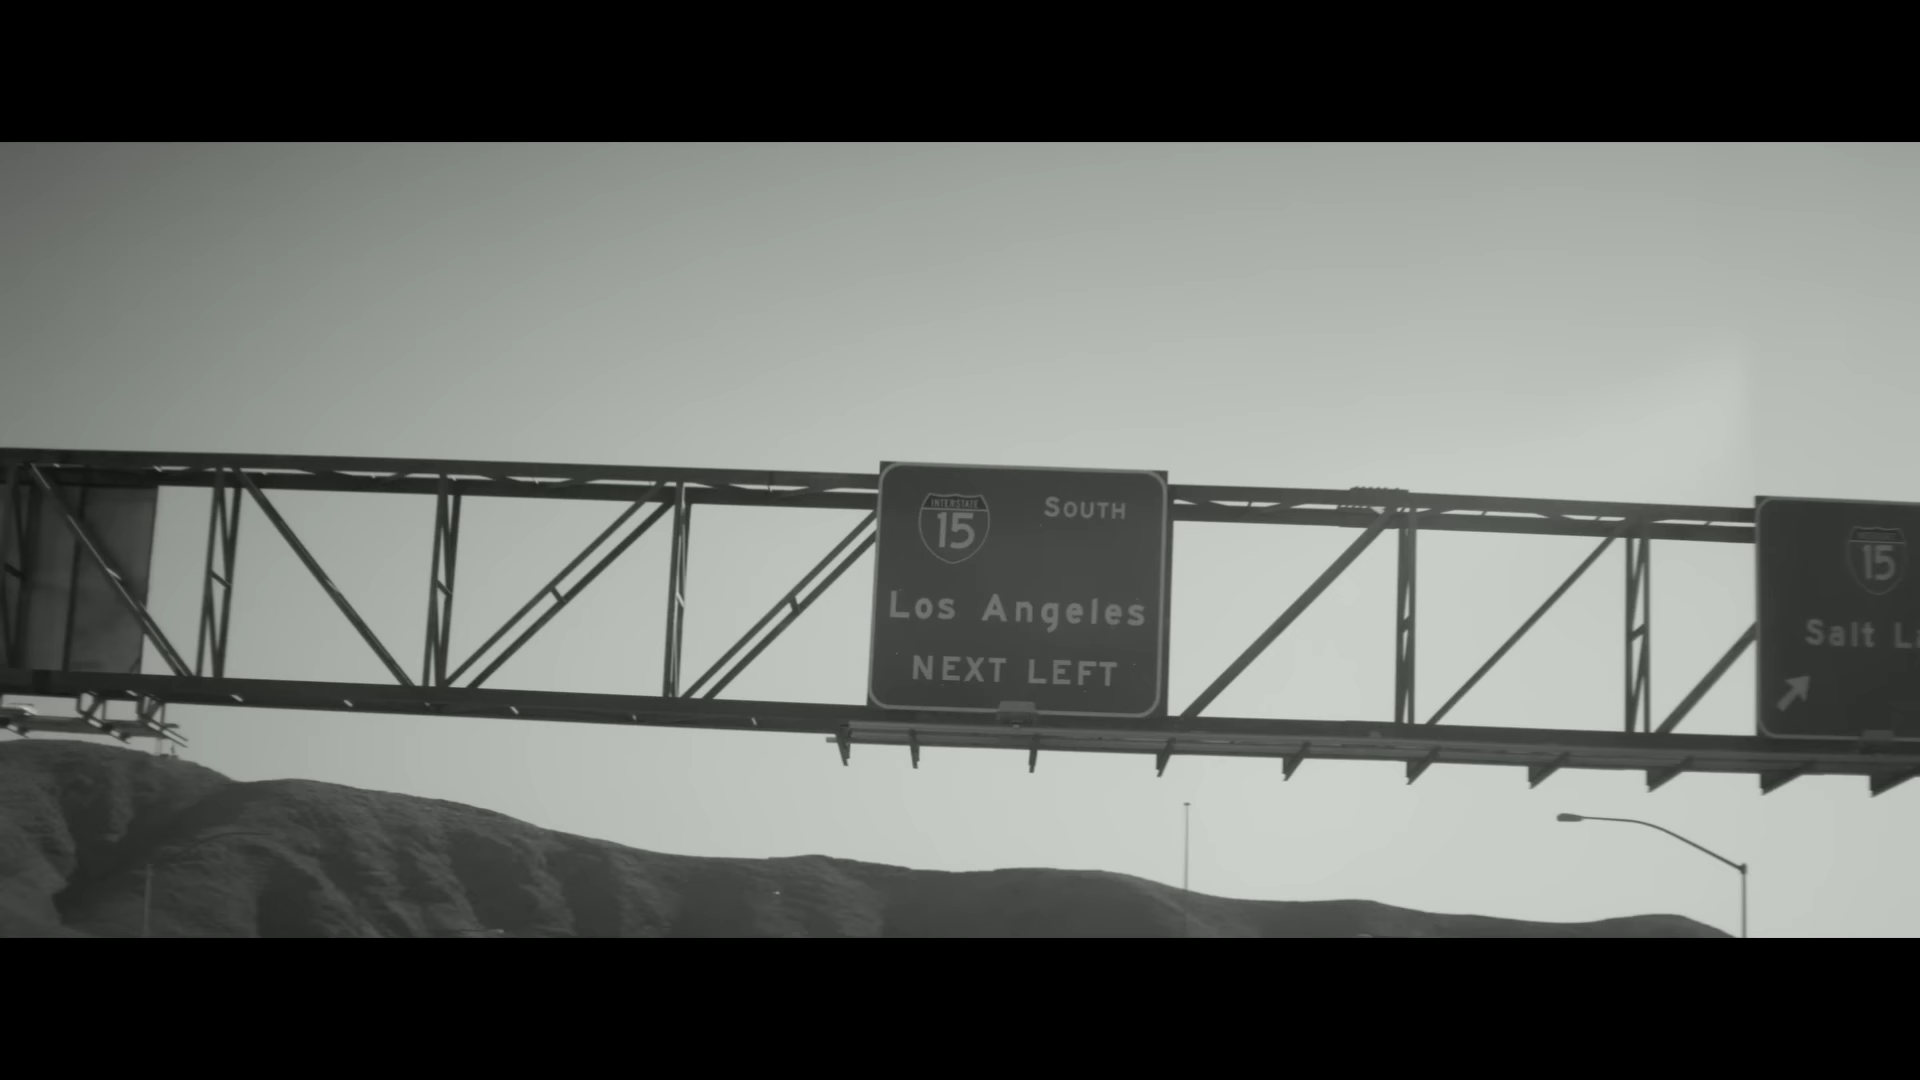 INTERSTATE
15
SOUTH
Los Angeles
NEXT LEFT
15
Salt